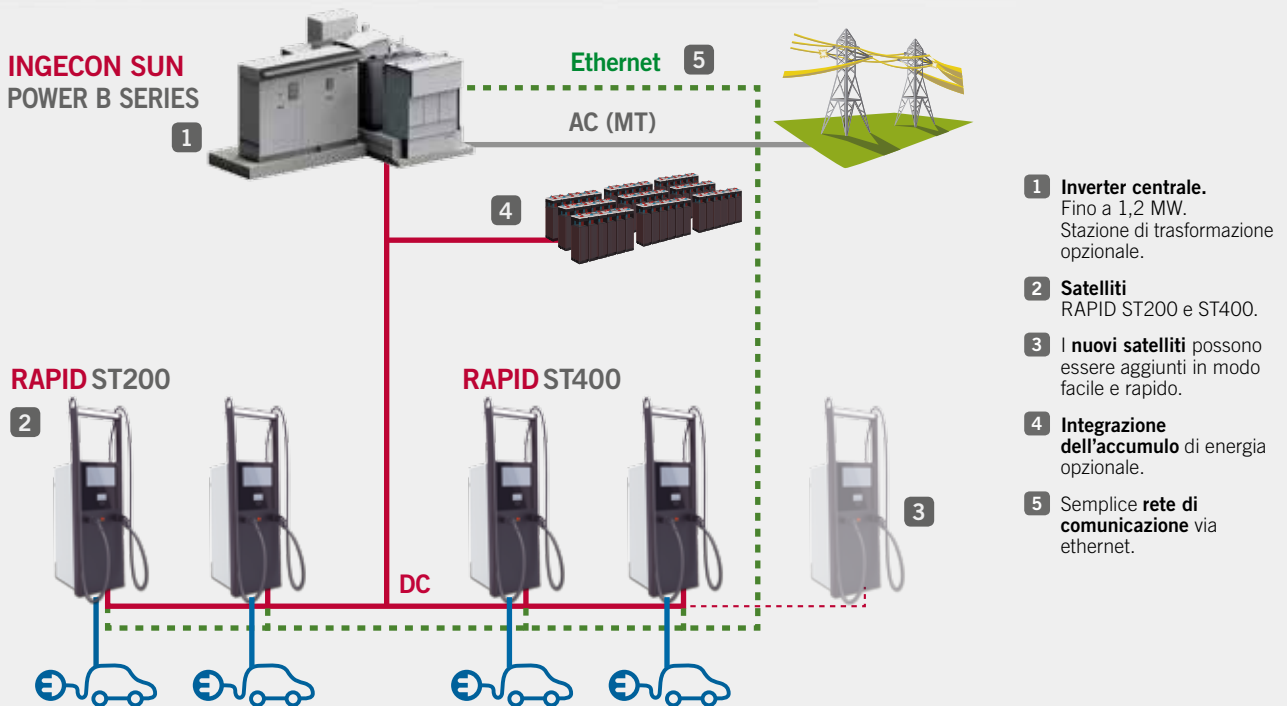 INGECON SUN
POWER B SERIES
1
Ethernet 5
AC (MT)
4
RAPID ST200
2
RAPID ST400
3
DC
1 Inverter centrale.
Fino a 1,2 MW.
Stazione di trasformazione
opzionale.
2 Satelliti
RAPID ST200 e ST400.
3 I nuovi satelliti possono
essere aggiunti in modo
facile e rapido.
4 Integrazione
dell'accumulo di energia
opzionale.
5 Semplice rete di
comunicazione via
ethernet.